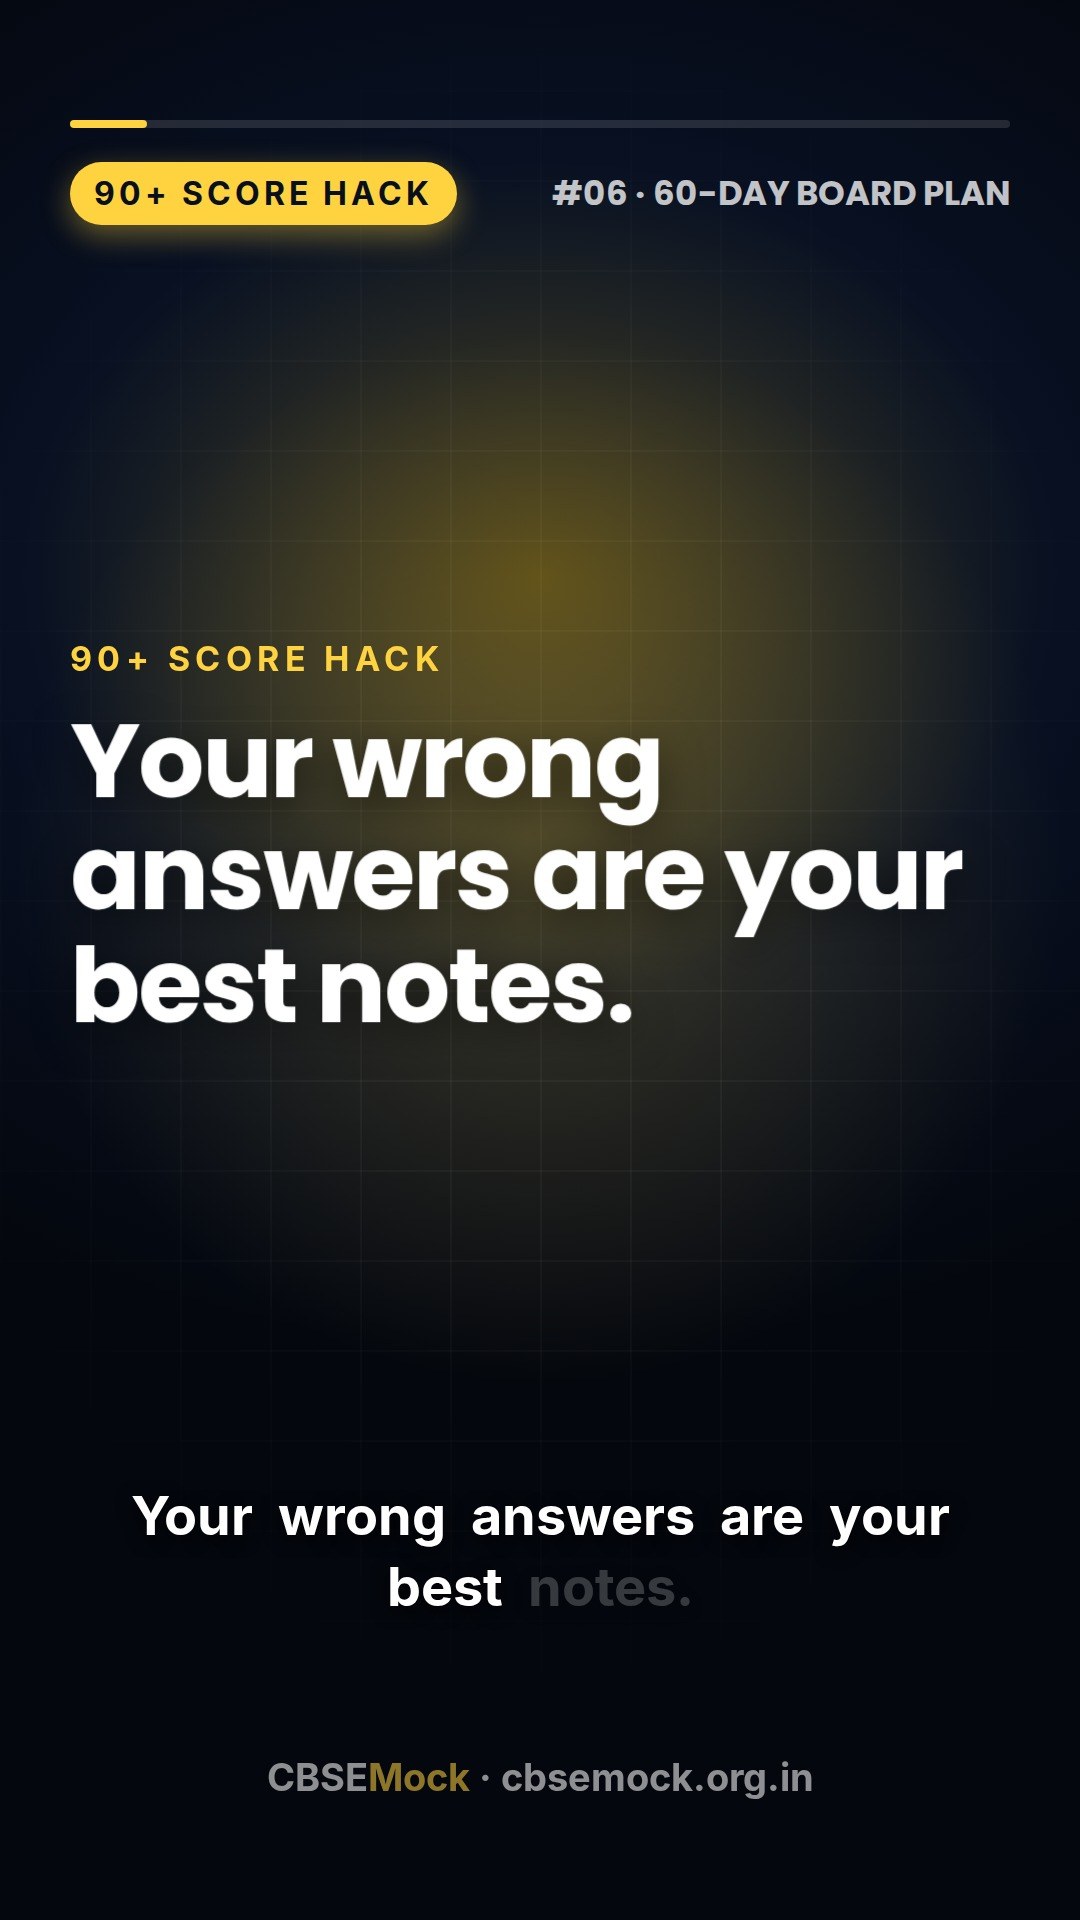 90+ SCORE HACK
#06 · 60-DAY BOARD PLAN
90+ SCORE HACK
Your wrong
answers are your
best notes.
Your wrong answers are your
best notes.
CBSEMock · cbsemock.org.in